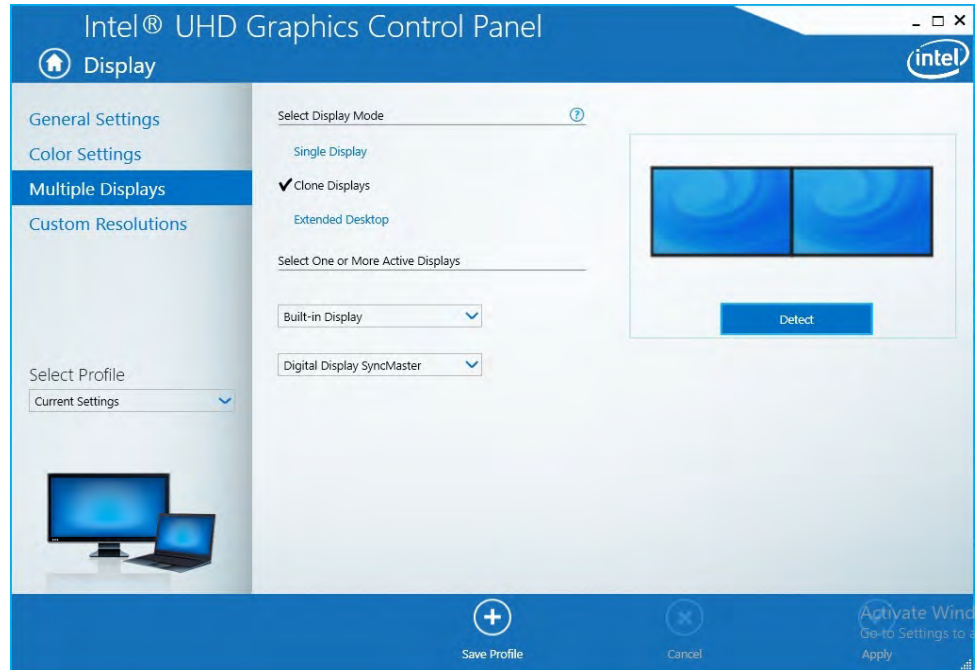 Intel® UHD Graphics Control Panel
Display
intel
General Settings
Color Settings
Multiple Displays
Custom Resolutions
Select Profile
Current Settings
Select Display Mode
?
Single Display
✔Clone Displays
Extended Desktop
Select One or More Active Displays
Built-in Display
Digital Display SyncMaster
Detect
Save Profile
Cancel
Apply
Activate Wind
Go to Settings to a